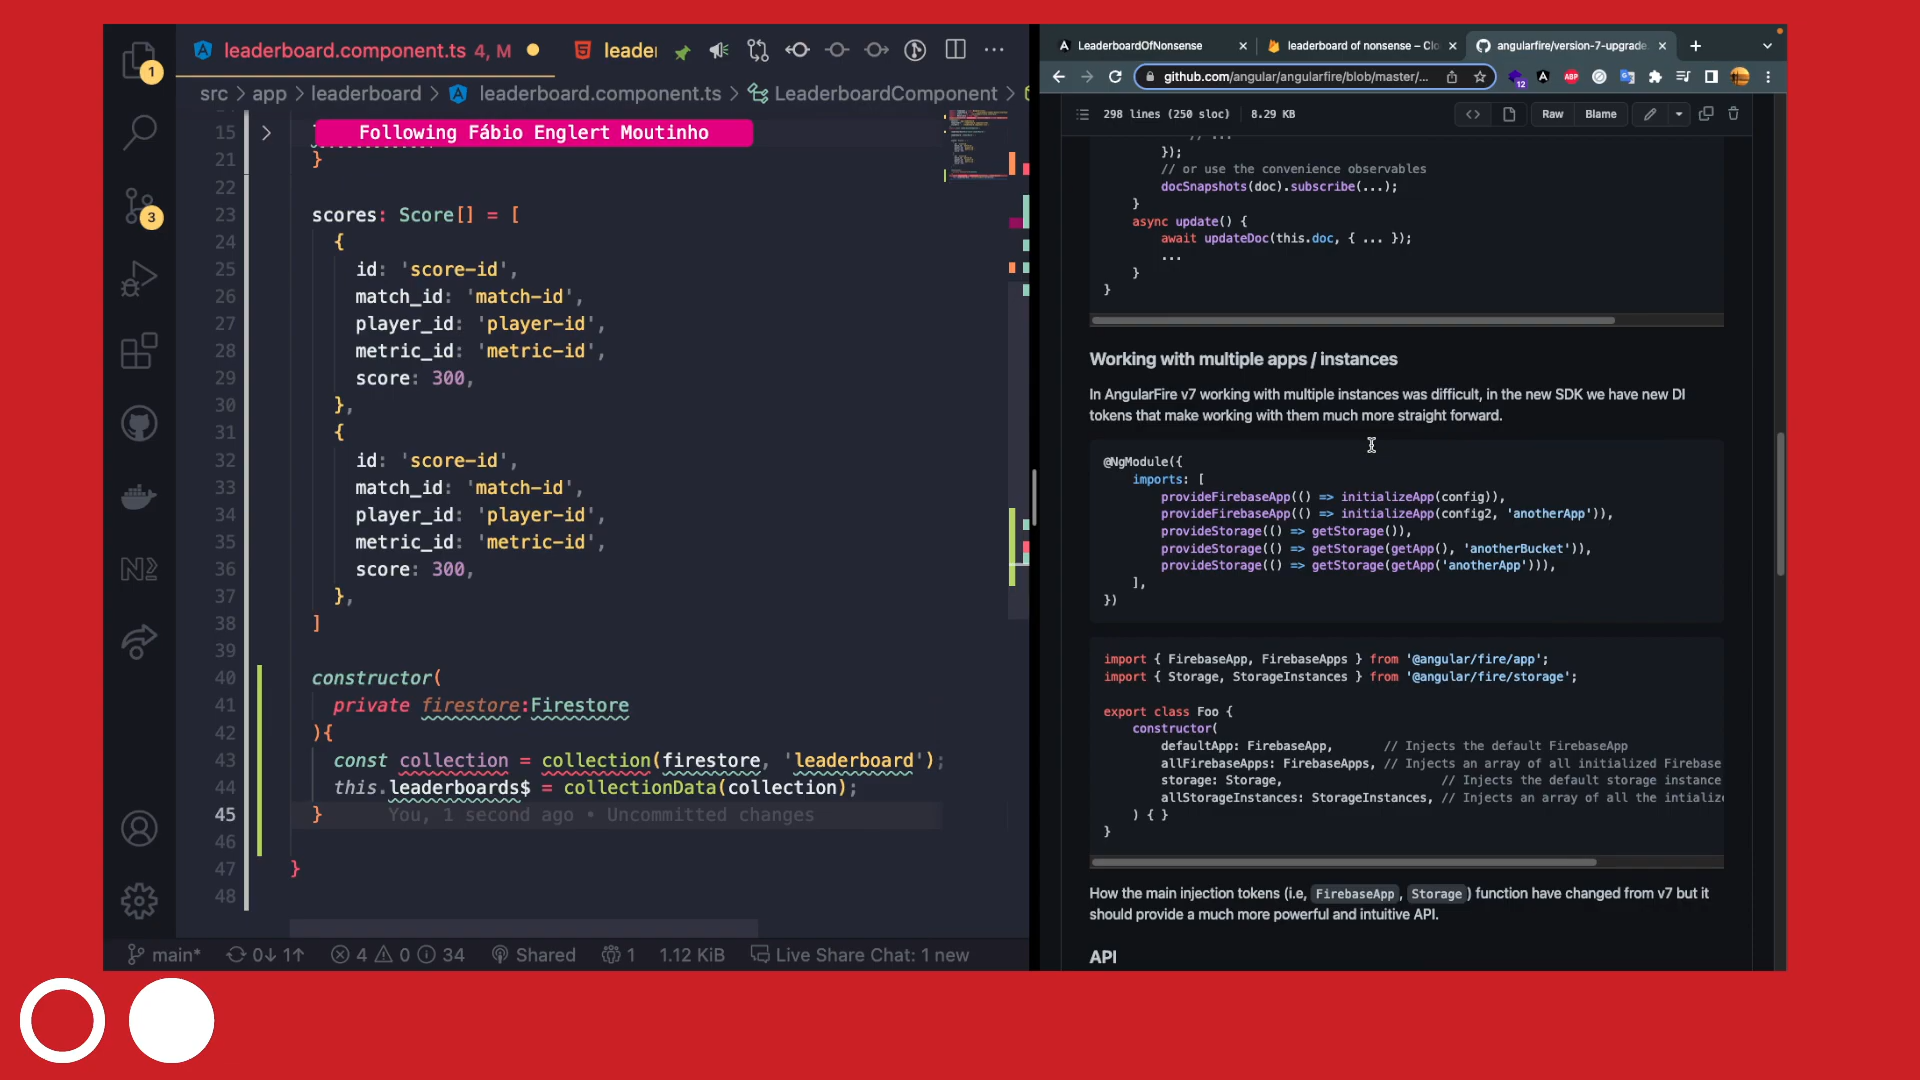 leaderboard.component.ts 4, M
leader
src > app > leaderboard > leaderboard.component.ts > LeaderboardComponent >
1
3
Following Fábio Englert Moutinho
15
21 }
22
23 scores: Score[] = [
24 {
25 id: 'score-id',
26 match_id: 'match-id',
27 player_id: 'player-id',
28 metric_id: 'metric-id',
29 score: 300,
30 },
31 {
32 id: 'score-id',
33 match_id: 'match-id',
34 player_id: 'player-id',
35 metric_id: 'metric-id',
36 score: 300,
37 },
38 ]
39
40 constructor(
41 private firestore:Firestore
42 ){
43 const collection = collection(firestore, 'leaderboard');
44 this.leaderboards$ = collectionData(collection);
45 } You, 1 second ago • Uncommitted changes
46
47 }
48
main* 0↓ 1↑ 4 0 34 Shared 1 1.12 KiB Live Share Chat: 1 new
LeaderboardOfNonsense
leaderboard of nonsense – Clo
angularfire/version-7-upgrade.
github.com/angular/angularfire/blob/master/...
12
ABP
298 lines (250 sloc) 8.29 KB
Raw Blame
// ...
});
// or use the convenience observables
docSnapshots(doc).subscribe(...);
}
async update() {
await updateDoc(this.doc, { ... });
...
}
}
Working with multiple apps / instances
In AngularFire v7 working with multiple instances was difficult, in the new SDK we have new DI
tokens that make working with them much more straight forward.
@NgModule({
imports: [
provideFirebaseApp(() => initializeApp(config)),
provideFirebaseApp(() => initializeApp(config2, 'anotherApp')),
provideStorage(() => getStorage()),
provideStorage(() => getStorage(getApp(), 'anotherBucket')),
provideStorage(() => getStorage(getApp('anotherApp'))),
],
})
import { FirebaseApp, FirebaseApps } from '@angular/fire/app';
import { Storage, StorageInstances } from '@angular/fire/storage';
export class Foo {
constructor(
defaultApp: FirebaseApp, // Injects the default FirebaseApp
allFirebaseApps: FirebaseApps, // Injects an array of all initialized Firebase
storage: Storage, // Injects the default storage instance
allStorageInstances: StorageInstances, // Injects an array of all the intialize
) { }
}
How the main injection tokens (i.e, FirebaseApp, Storage) function have changed from v7 but it
should provide a much more powerful and intuitive API.
API